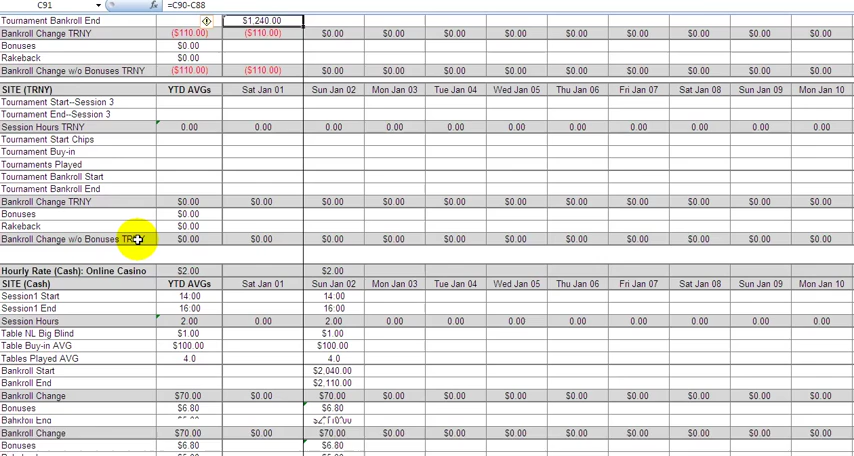 C91 fx =C90-C88
Tournament Bankroll End $1,240.00
Bankroll Change TRNY ($110.00) ($110.00) $0.00 $0.00 $0.00 $0.00 $0.00 $0.00 $0.00 $0.00 $0.00
Bonuses $0.00
Rakeback $0.00
Bankroll Change w/o Bonuses TRNY ($110.00) ($110.00) $0.00 $0.00 $0.00 $0.00 $0.00 $0.00 $0.00 $0.00 $0.00
SITE (TRNY) YTD AVGs Sat Jan 01 Sun Jan 02 Mon Jan 03 Tue Jan 04 Wed Jan 05 Thu Jan 06 Fri Jan 07 Sat Jan 08 Sun Jan 09 Mon Jan 10
Tournament Start--Session 3
Tournament End--Session 3
Session Hours TRNY 0.00 0.00 0.00 0.00 0.00 0.00 0.00 0.00 0.00 0.00 0.00
Tournament Start Chips
Tournament Buy-in
Tournaments Played
Tournament Bankroll Start
Tournament Bankroll End
Bankroll Change TRNY $0.00 $0.00 $0.00 $0.00 $0.00 $0.00 $0.00 $0.00 $0.00 $0.00 $0.00
Bonuses $0.00
Rakeback $0.00
Bankroll Change w/o Bonuses TRNY $0.00 $0.00 $0.00 $0.00 $0.00 $0.00 $0.00 $0.00 $0.00 $0.00 $0.00
Hourly Rate (Cash): Online Casino $2.00 $2.00
SITE (Cash) YTD AVGs Sat Jan 01 Sun Jan 02 Mon Jan 03 Tue Jan 04 Wed Jan 05 Thu Jan 06 Fri Jan 07 Sat Jan 08 Sun Jan 09 Mon Jan 10
Session1 Start 14:00 14:00
Session1 End 16:00 16:00
Session Hours 2.00 0.00 2.00 0.00 0.00 0.00 0.00 0.00 0.00 0.00 0.00
Table NL Big Blind $1.00 $1.00
Table Buy-in AVG $100.00 $100.00
Tables Played AVG 4.0 4.0
Bankroll Start $2,040.00
Bankroll End $2,110.00
Bankroll Change $70.00 $0.00 $70.00 $0.00 $0.00 $0.00 $0.00 $0.00 $0.00 $0.00 $0.00
Bonuses $6.80 $6.80
Bankroll End
Bankroll Change $70.00 $0.00 $70.00 $0.00 $0.00 $0.00 $0.00 $0.00 $0.00 $0.00 $0.00
Bonuses $6.80 $6.80